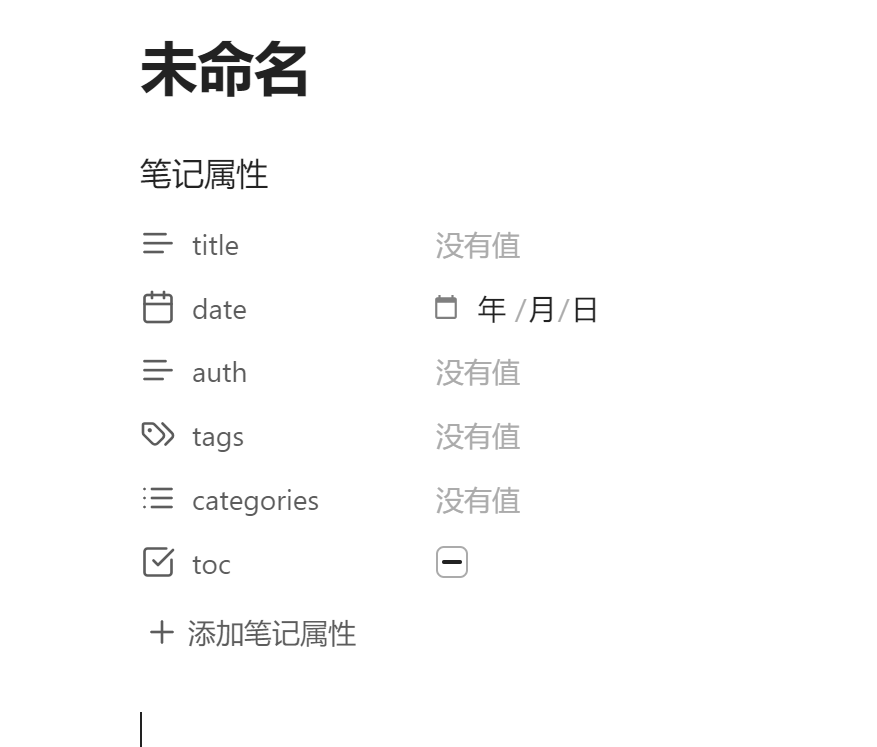 未命名
笔记属性
title 没有值
date 年/月/日
auth 没有值
tags 没有值
categories 没有值
toc
添加笔记属性